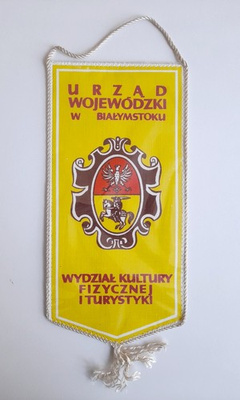 URZĄD
WOJEWÓDZKI
W BIAŁYMSTOKU
WYDZIAŁ KULTURY
FIZYCZNEJ
I TURYSTYKI